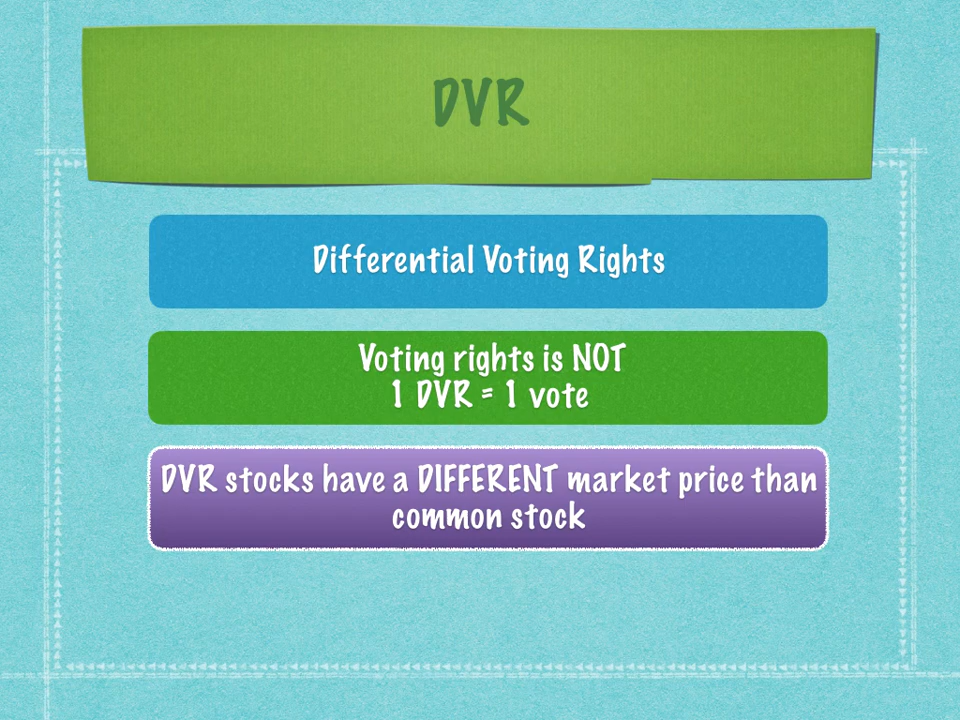 DVR
Differential Voting Rights
Voting rights is NOT
1 DVR = 1 vote
DVR stocks have a DIFFERENT market price than
common stock